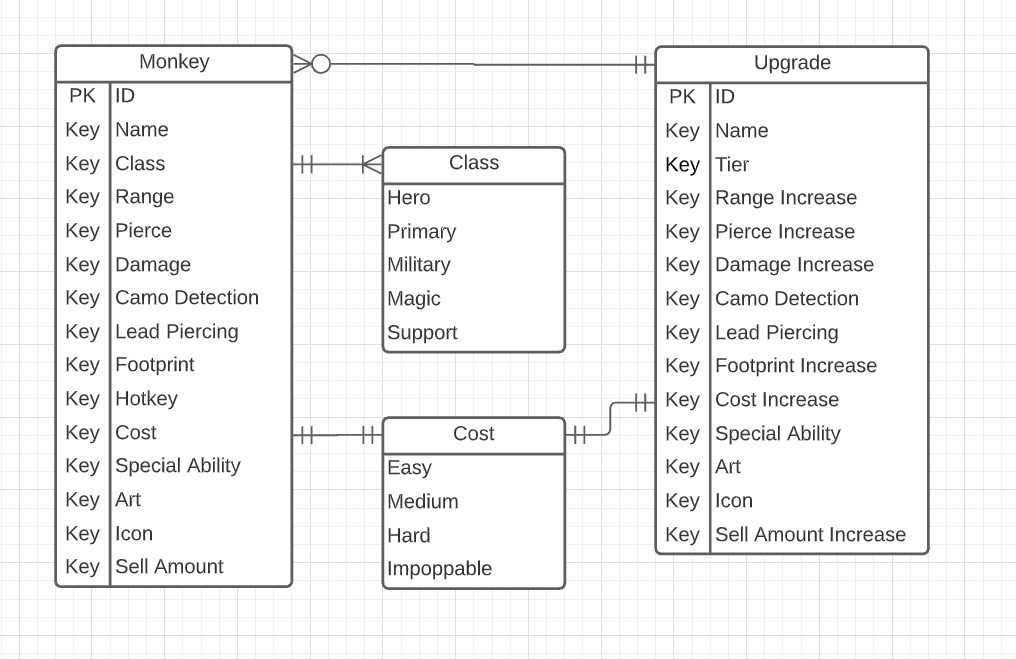 Monkey
PK ID
Key Name
Key Class
Key Range
Key Pierce
Key Damage
Key Camo Detection
Key Lead Piercing
Key Footprint
Key Hotkey
Key Cost
Key Special Ability
Key Art
Key Icon
Key Sell Amount
Class
Hero
Primary
Military
Magic
Support
Cost
Easy
Medium
Hard
Impoppable
Upgrade
PK ID
Key Name
Key Tier
Key Range Increase
Key Pierce Increase
Key Damage Increase
Key Camo Detection
Key Lead Piercing
Key Footprint Increase
Key Cost Increase
Key Special Ability
Key Art
Key Icon
Key Sell Amount Increase